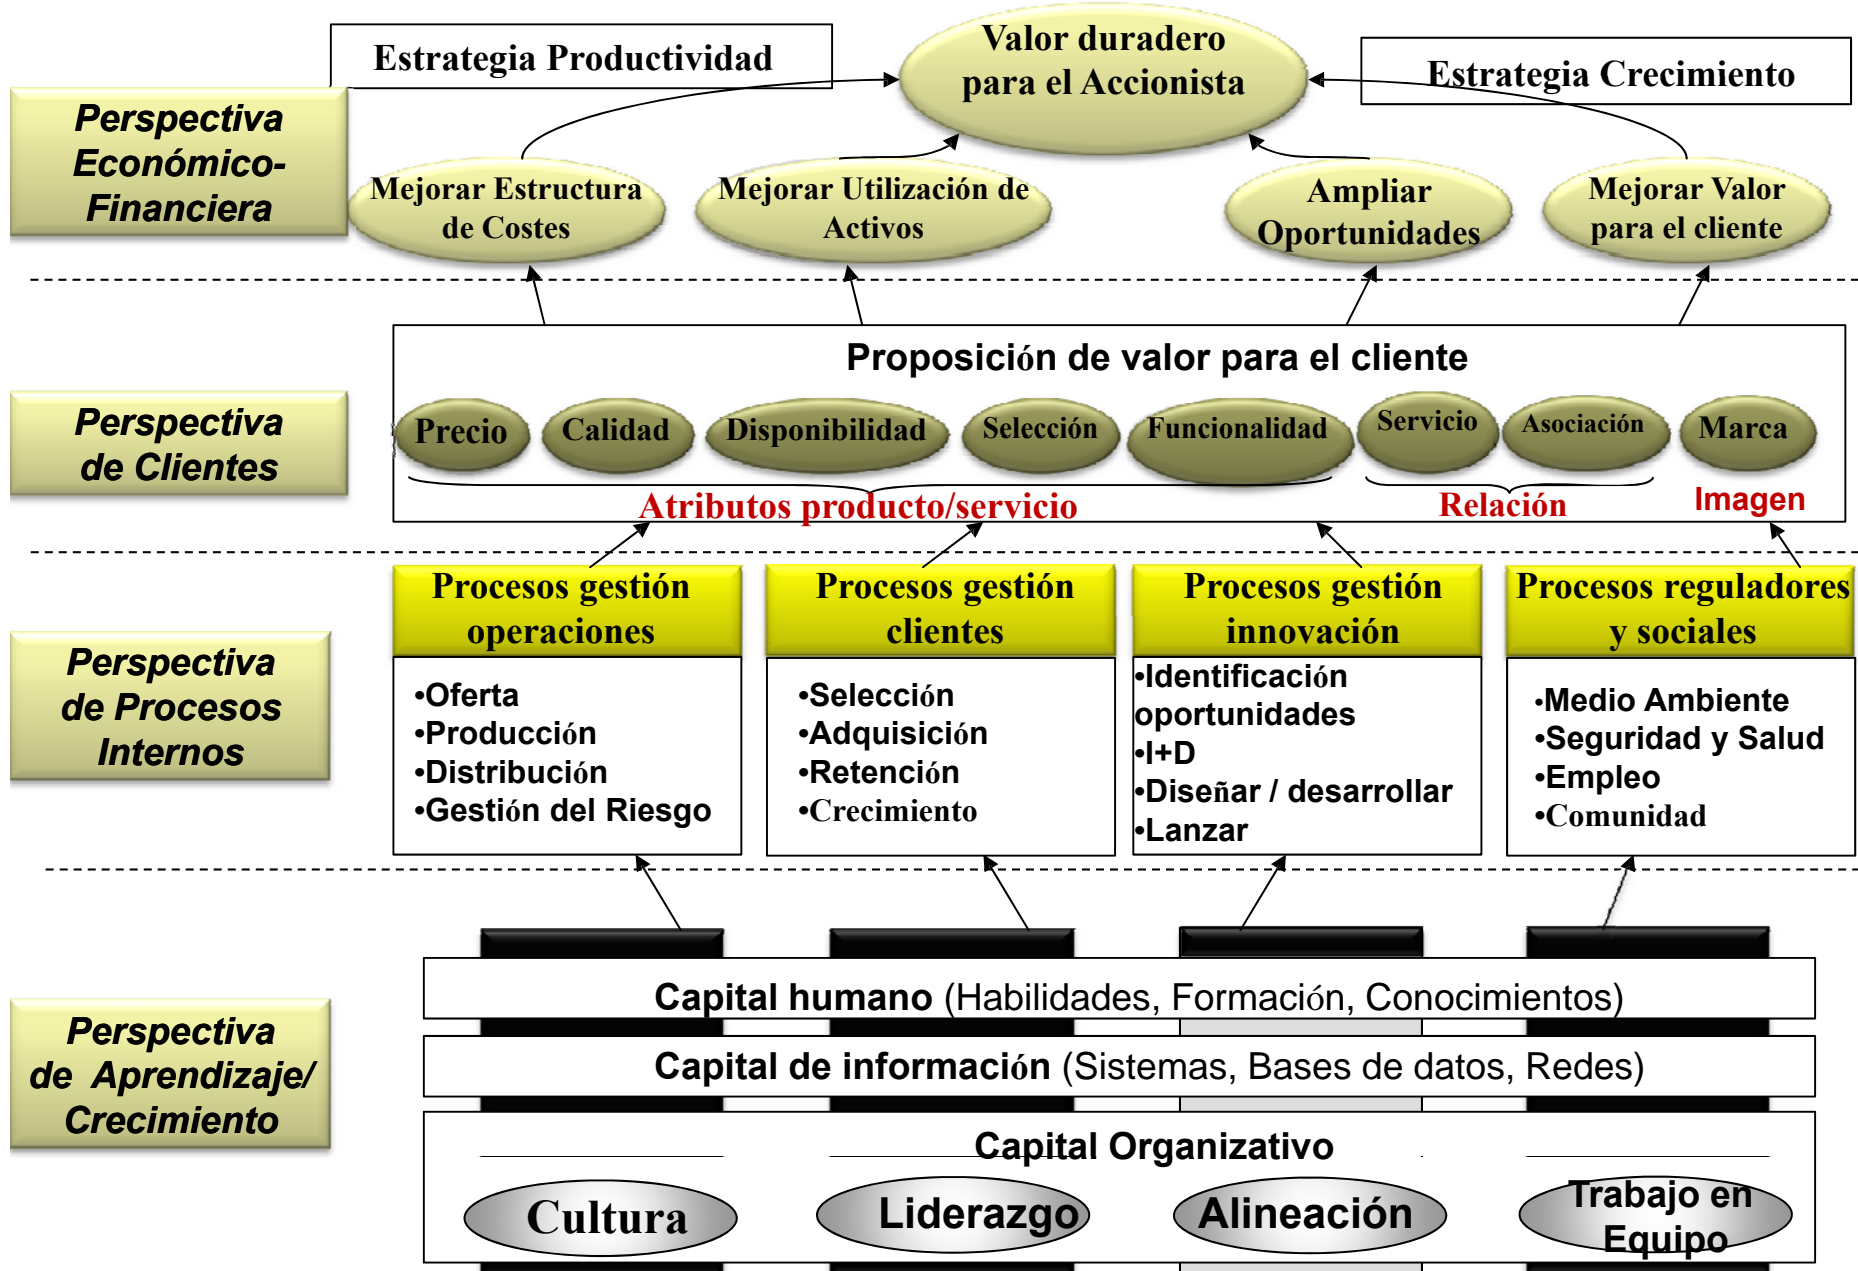 Estrategia Productividad
Valor duradero
para el Accionista
Estrategia Crecimiento
Perspectiva
Económico-
Financiera
Mejorar Estructura
de Costes
Mejorar Utilización de
Activos
Ampliar
Oportunidades
Mejorar Valor
para el cliente
Perspectiva
de Clientes
Proposición de valor para el cliente
Precio
Calidad
Disponibilidad
Selección
Funcionalidad
Servicio
Asociación
Marca
Atributos producto/servicio
Relación
Imagen
Perspectiva
de Procesos
Internos
Procesos gestión
operaciones
•Oferta
•Producción
•Distribución
•Gestión del Riesgo
Procesos gestión
clientes
•Selección
•Adquisición
•Retención
•Crecimiento
Procesos gestión
innovación
•Identificación
oportunidades
•I+D
•Diseñar / desarrollar
•Lanzar
Procesos reguladores
y sociales
•Medio Ambiente
•Seguridad y Salud
•Empleo
•Comunidad
Perspectiva
de Aprendizaje/
Crecimiento
Capital humano (Habilidades, Formación, Conocimientos)
Capital de información (Sistemas, Bases de datos, Redes)
Capital Organizativo
Cultura
Liderazgo
Alineación
Trabajo en
Equipo